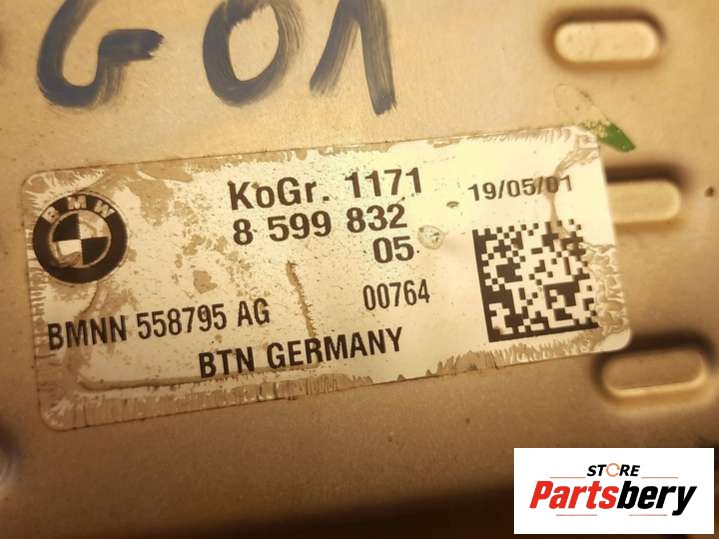 G01
BMW
KoGr. 1171
19/05/01
8 599 832
05
BMNN 558795 AG
00764
BTN GERMANY
STORE
Partsbery